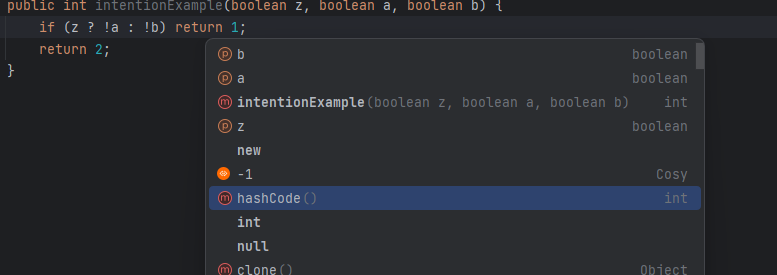 public int intentionExample(boolean z, boolean a, boolean b) {
if (z ? !a : !b) return 1;
return 2;
}
p b boolean
p a boolean
m intentionExample(boolean z, boolean a, boolean b) int
p z boolean
new
-1 Cosy
m hashCode() int
int
null
m clone() Object